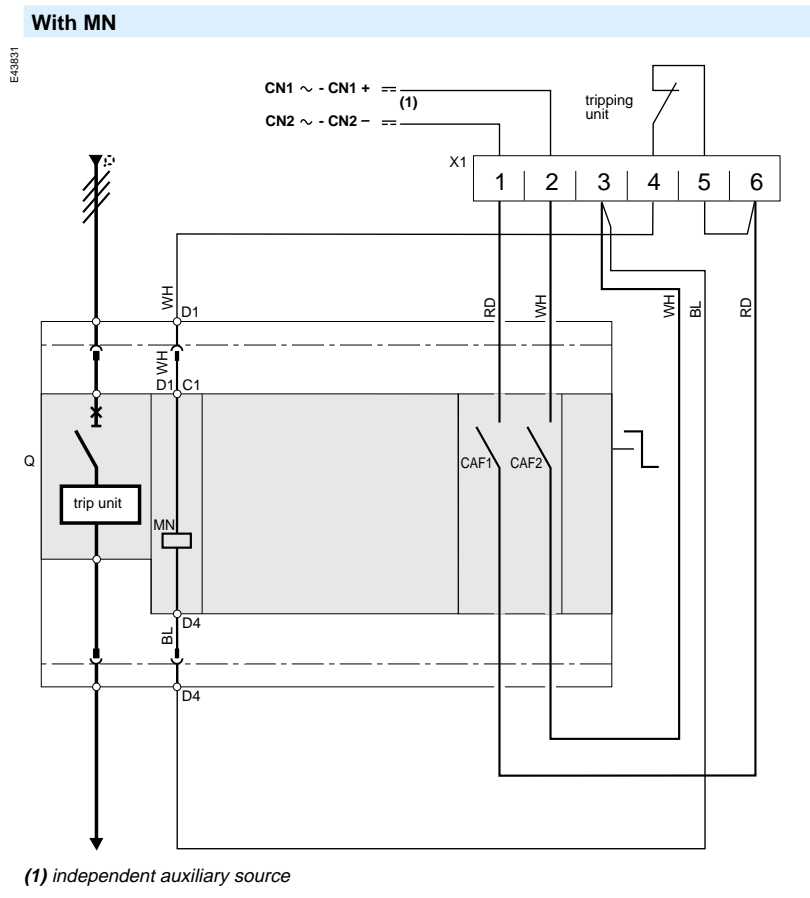 With MN
E43831
CN1 ~ - CN1 + ⎓
(1)
CN2 ~ - CN2 – ⎓
tripping
unit
X1
1 2 3 4 5 6
WH
D1
RD
WH
WH
BL
RD
WH
D1 C1
Q
CAF1
CAF2
trip unit
MN
D4
BL
D4
(1) independent auxiliary source